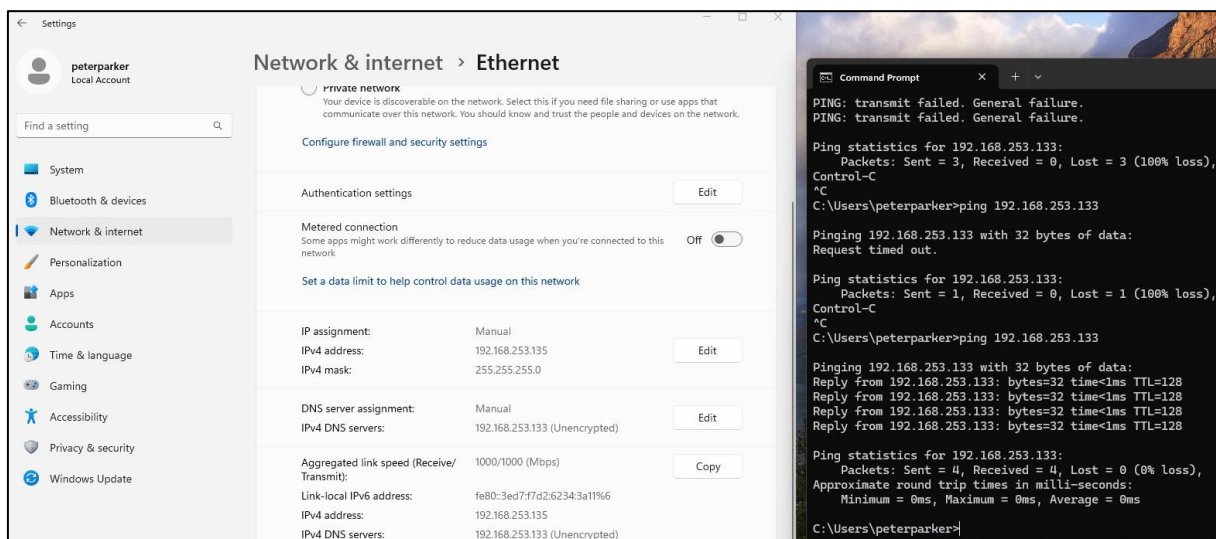 Settings
peterparker
Local Account
Find a setting
System
Bluetooth & devices
Network & internet
Personalization
Apps
Accounts
Time & language
Gaming
Accessibility
Privacy & security
Windows Update
Network & internet > Ethernet
Private network
Your device is discoverable on the network. Select this if you need file sharing or use apps that
communicate over this network. You should know and trust the people and devices on the network.
Configure firewall and security settings
Authentication settings Edit
Metered connection
Some apps might work differently to reduce data usage when you're connected to this
network
Off
Set a data limit to help control data usage on this network
IP assignment: Manual
IPv4 address: 192.168.253.135
IPv4 mask: 255.255.255.0
Edit
DNS server assignment: Manual
IPv4 DNS servers: 192.168.253.133 (Unencrypted)
Edit
Aggregated link speed (Receive/
Transmit): 1000/1000 (Mbps)
Copy
Link-local IPv6 address: fe80::3ed7:f7d2:6234:3a11%6
IPv4 address: 192.168.253.135
IPv4 DNS servers: 192.168.253.133 (Unencrypted)
Command Prompt
PING: transmit failed. General failure.
PING: transmit failed. General failure.
Ping statistics for 192.168.253.133:
Packets: Sent = 3, Received = 0, Lost = 3 (100% loss),
Control-C
^C
C:\Users\peterparker>ping 192.168.253.133
Pinging 192.168.253.133 with 32 bytes of data:
Request timed out.
Ping statistics for 192.168.253.133:
Packets: Sent = 1, Received = 0, Lost = 1 (100% loss),
Control-C
^C
C:\Users\peterparker>ping 192.168.253.133
Pinging 192.168.253.133 with 32 bytes of data:
Reply from 192.168.253.133: bytes=32 time<1ms TTL=128
Reply from 192.168.253.133: bytes=32 time<1ms TTL=128
Reply from 192.168.253.133: bytes=32 time<1ms TTL=128
Reply from 192.168.253.133: bytes=32 time<1ms TTL=128
Ping statistics for 192.168.253.133:
Packets: Sent = 4, Received = 4, Lost = 0 (0% loss),
Approximate round trip times in milli-seconds:
Minimum = 0ms, Maximum = 0ms, Average = 0ms
C:\Users\peterparker>